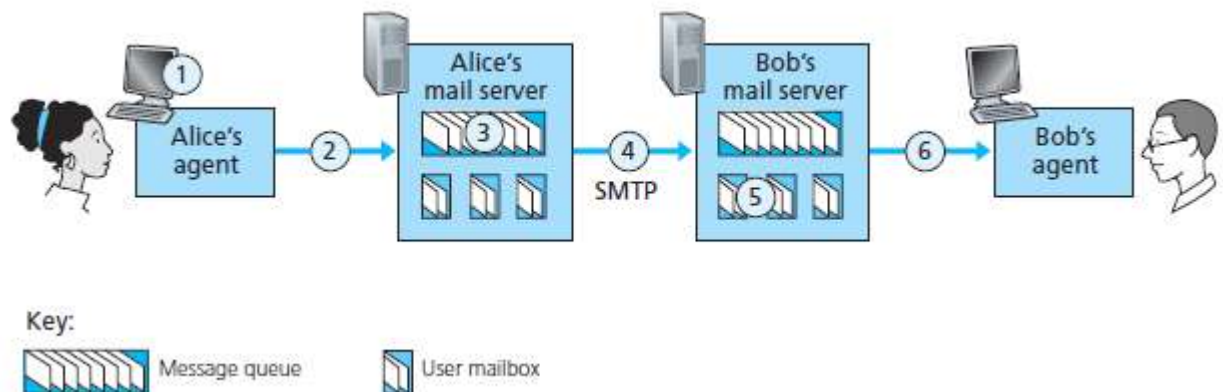 1
Alice's
agent
2
Alice's
mail server
3
4
SMTP
Bob's
mail server
5
6
Bob's
agent
Key:
Message queue
User mailbox